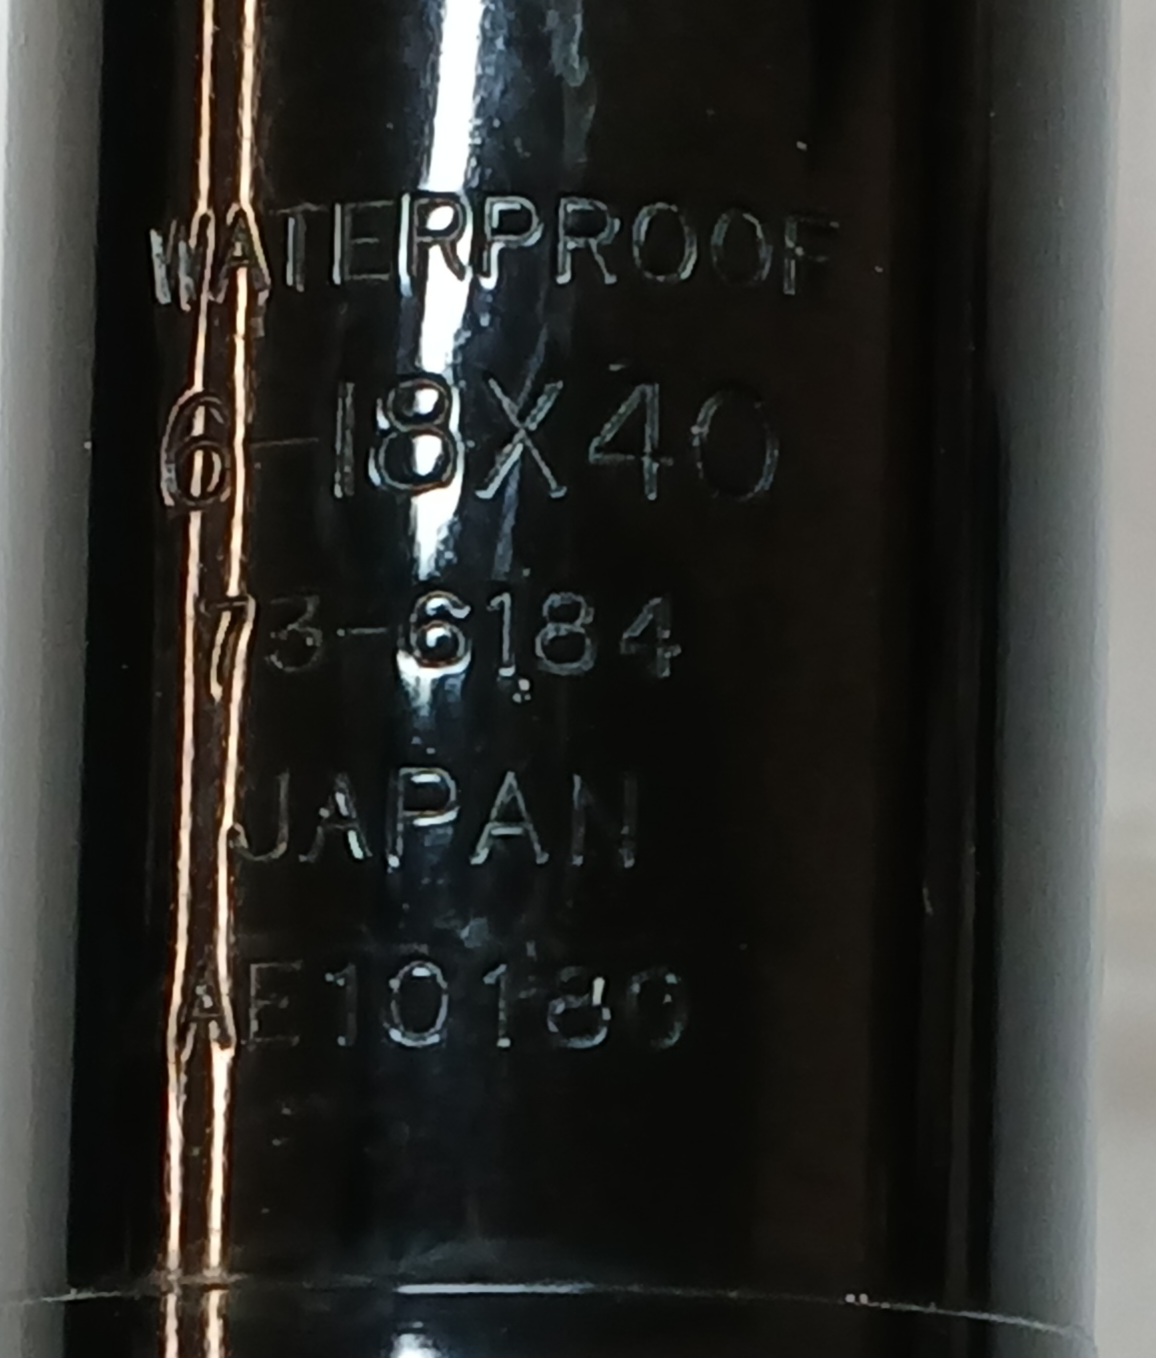 WATERPROOF
6-18X40
73-6184
JAPAN
AE10180